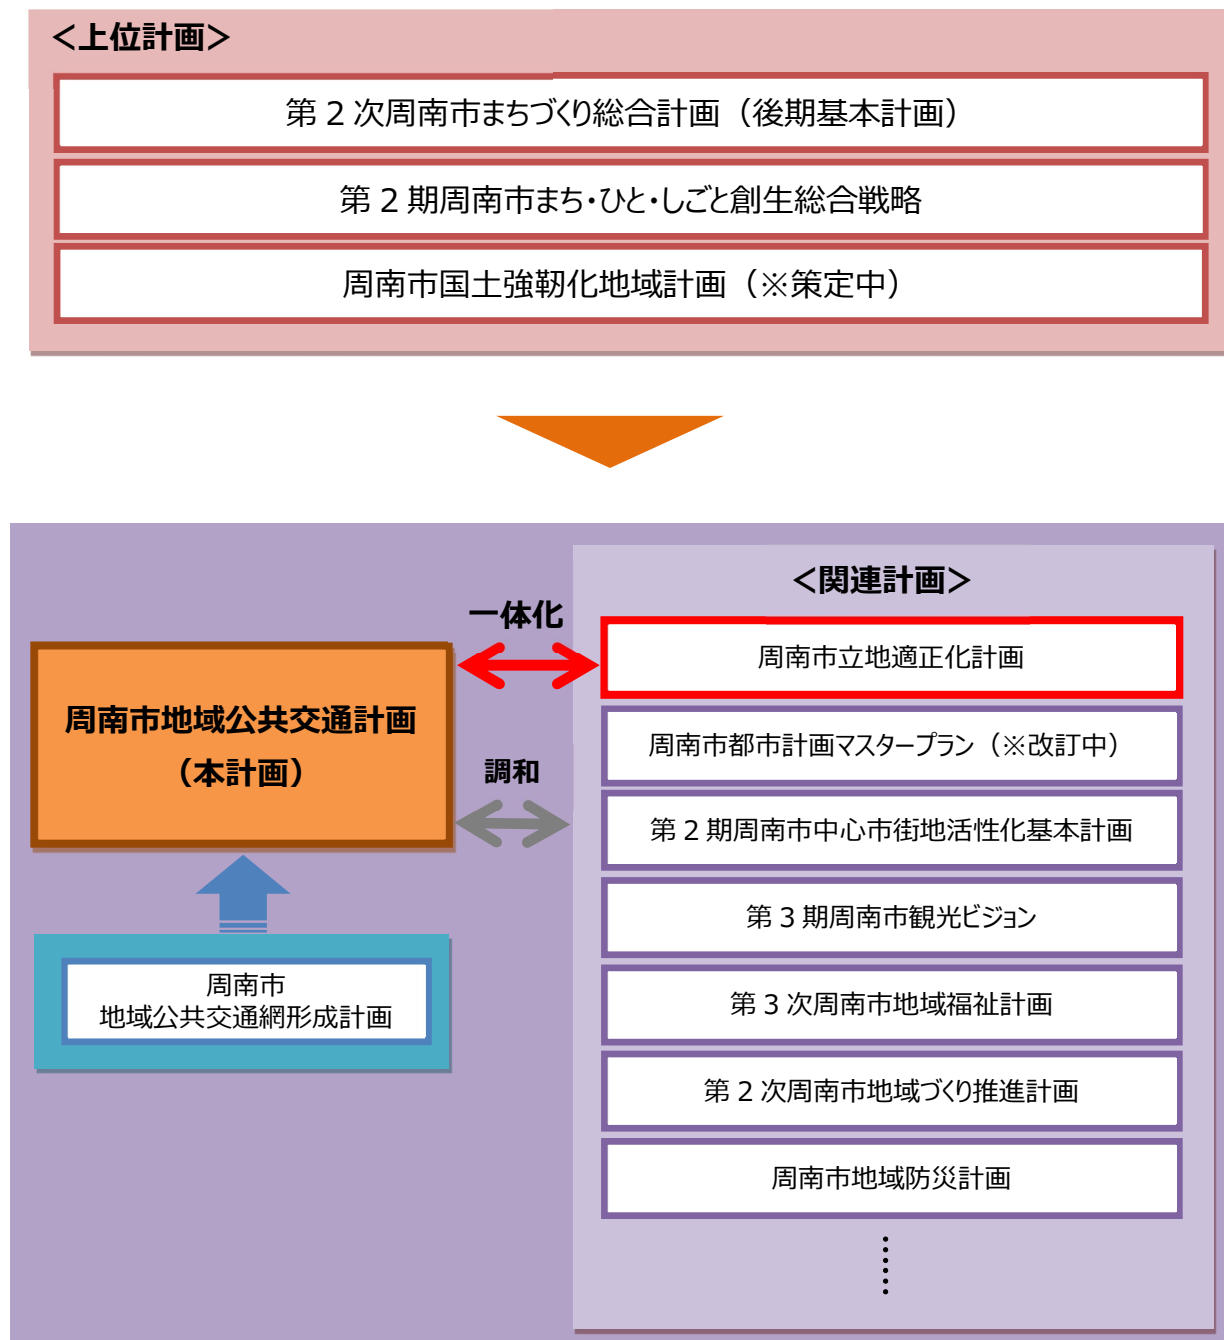 ＜上位計画＞
第２次周南市まちづくり総合計画（後期基本計画）
第２期周南市まち・ひと・しごと創生総合戦略
周南市国土強靭化地域計画（※策定中）
＜関連計画＞
一体化
周南市立地適正化計画
周南市地域公共交通計画
（本計画）
周南市都市計画マスタープラン（※改訂中）
調和
第２期周南市中心市街地活性化基本計画
第３期周南市観光ビジョン
周南市
地域公共交通網形成計画
第３次周南市地域福祉計画
第２次周南市地域づくり推進計画
周南市地域防災計画
……